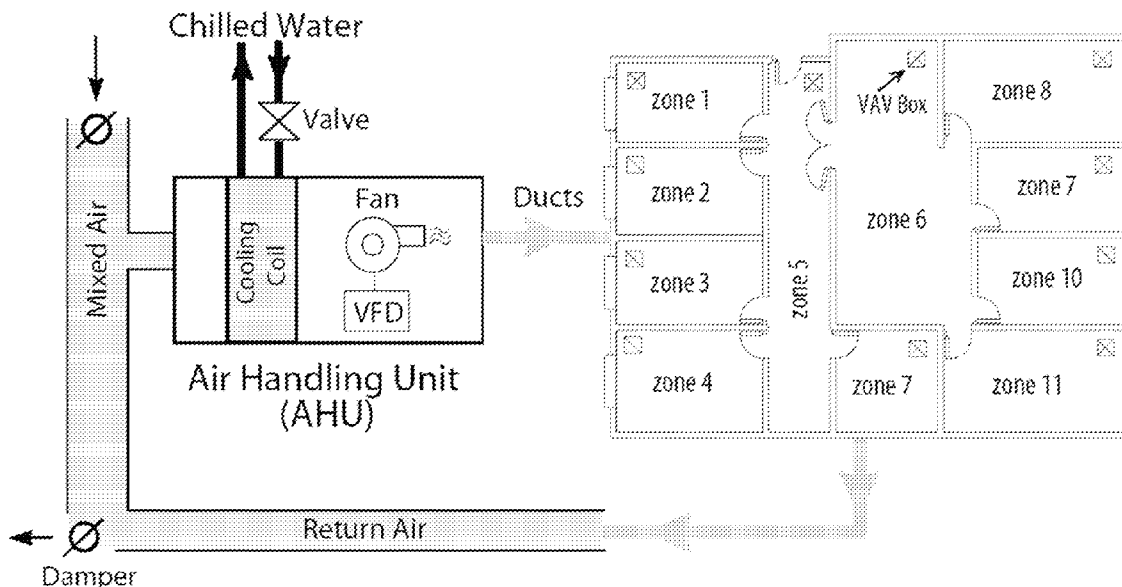 Chilled Water
Valve
Mixed Air
Cooling
Coil
Fan
VFD
Air Handling Unit
(AHU)
Ducts
Return Air
Damper
zone 1
zone 2
zone 3
zone 4
zone 5
zone 6
VAV Box
zone 8
zone 7
zone 10
zone 7
zone 11